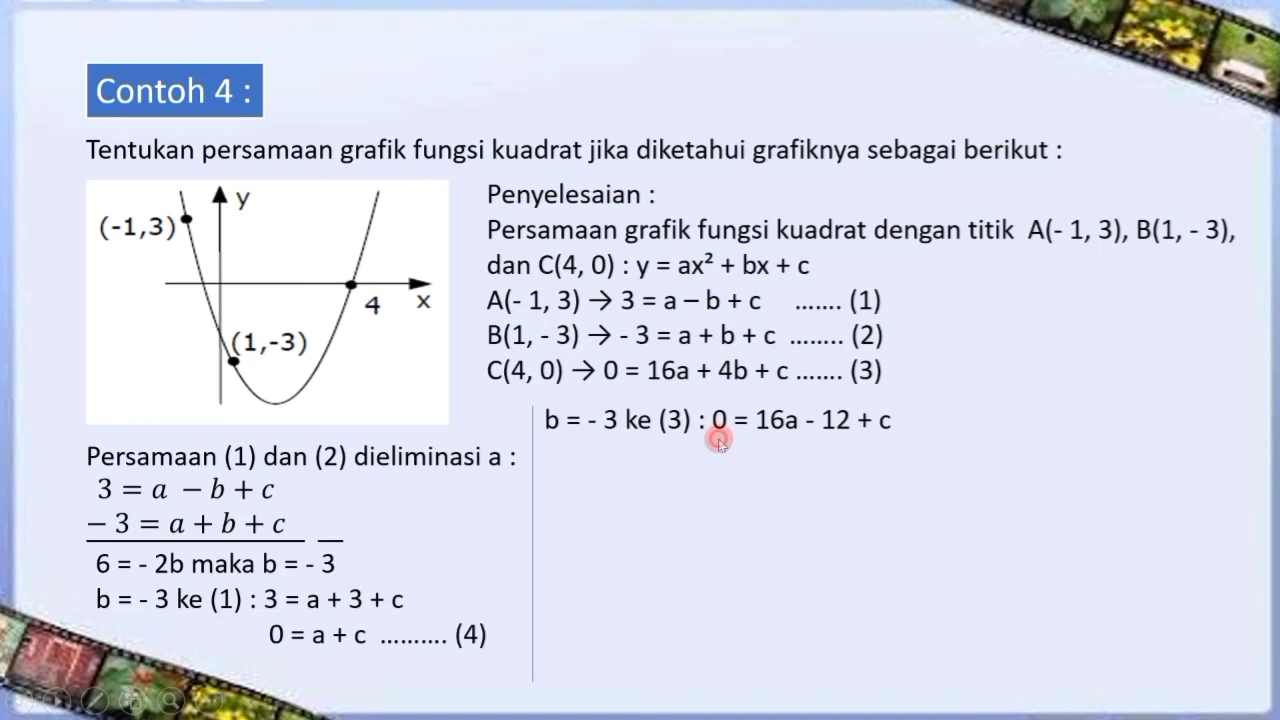 Contoh 4 :
Tentukan persamaan grafik fungsi kuadrat jika diketahui grafiknya sebagai berikut :
y
(-1,3)
4
x
(1,-3)
Penyelesaian :
Persamaan grafik fungsi kuadrat dengan titik A(- 1, 3), B(1, - 3),
dan C(4, 0) : y = ax² + bx + c
A(- 1, 3) → 3 = a – b + c ....... (1)
B(1, - 3) → - 3 = a + b + c ........ (2)
C(4, 0) → 0 = 16a + 4b + c ....... (3)
Persamaan (1) dan (2) dieliminasi a :
3 = a − b + c
− 3 = a + b + c −
6 = - 2b maka b = - 3
b = - 3 ke (1) : 3 = a + 3 + c
0 = a + c .......... (4)
b = - 3 ke (3) : 0 = 16a - 12 + c